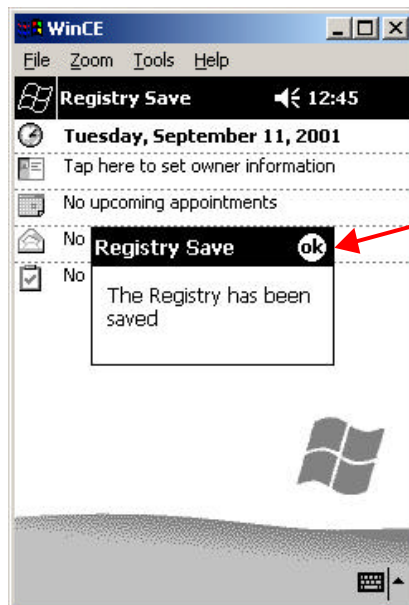 WinCE
File Zoom Tools Help
Registry Save 12:45
Tuesday, September 11, 2001
Tap here to set owner information
No upcoming appointments
No
Registry Save ok
No
The Registry has been
saved